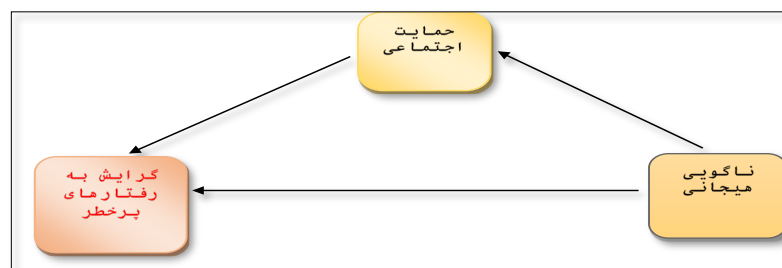 حمایت
اجتماعی
ناگویی
هیجانی
گرایش به
رفتارهای
پرخطر